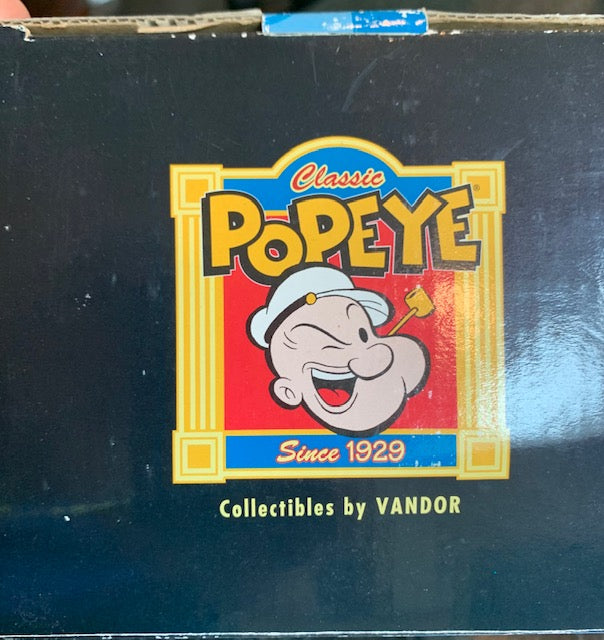 Classic
POPEYE®
Since 1929
Collectibles by VANDOR